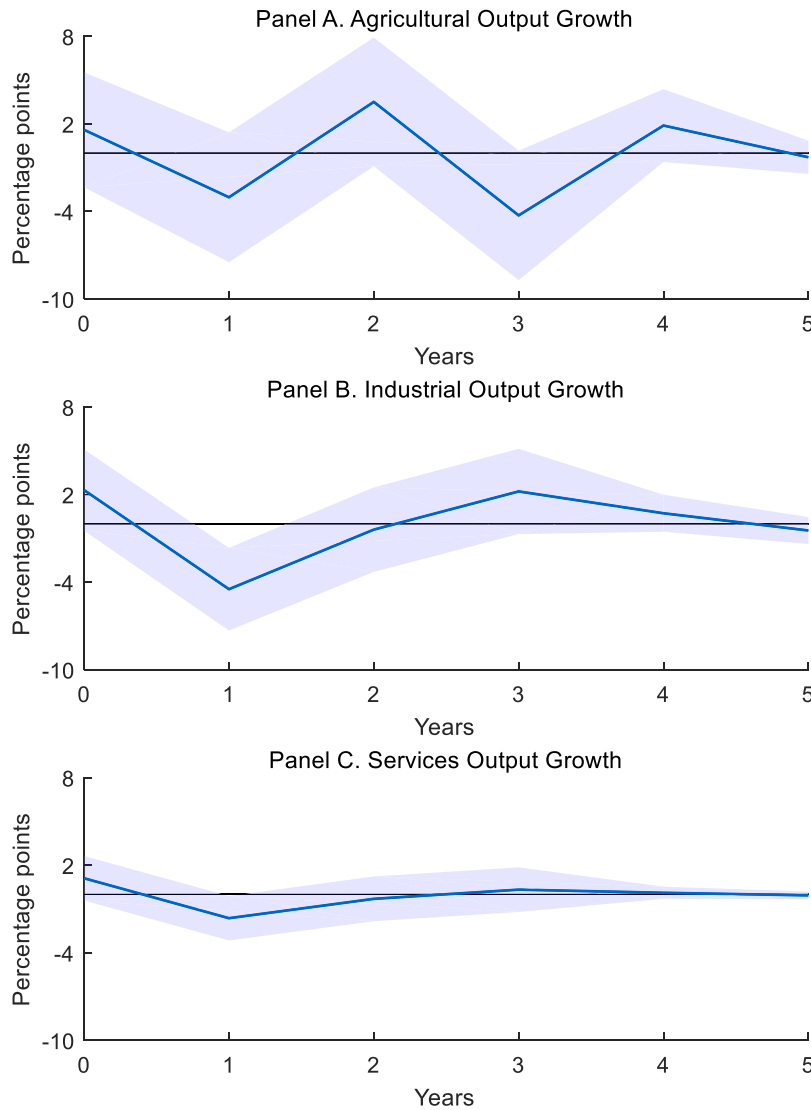 Panel A. Agricultural Output Growth
Percentage points
8
2
-4
-10
0 1 2 3 4 5
Years
Panel B. Industrial Output Growth
Percentage points
8
2
-4
-10
0 1 2 3 4 5
Years
Panel C. Services Output Growth
Percentage points
8
2
-4
-10
0 1 2 3 4 5
Years